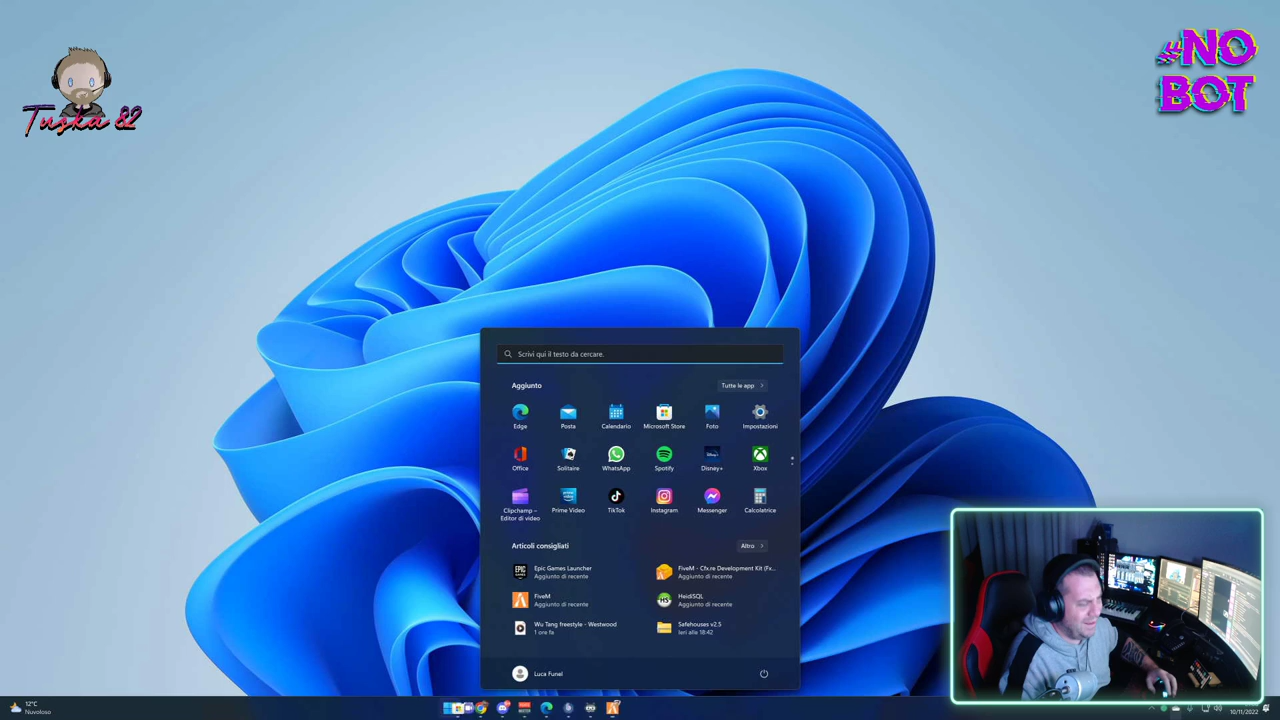 Tuska 82
#NO
BOT
Scrivi qui il testo da cercare.
Aggiunto
Tutte le app
Edge
Posta
Calendario
Microsoft Store
Foto
Impostazioni
Office
Solitaire
WhatsApp
Spotify
Disney+
Xbox
Clipchamp –
Editor di video
Prime Video
TikTok
Instagram
Messenger
Calcolatrice
Articoli consigliati
Altro
Epic Games Launcher
Aggiunto di recente
FiveM - Cfx.re Development Kit (Fx...
Aggiunto di recente
FiveM
Aggiunto di recente
HeidiSQL
Aggiunto di recente
Wu Tang freestyle - Westwood
1 ore fa
Safehouses v2.5
Ieri alla 18:42
Luca Funel
12°C
Nuvoloso
10/11/2022